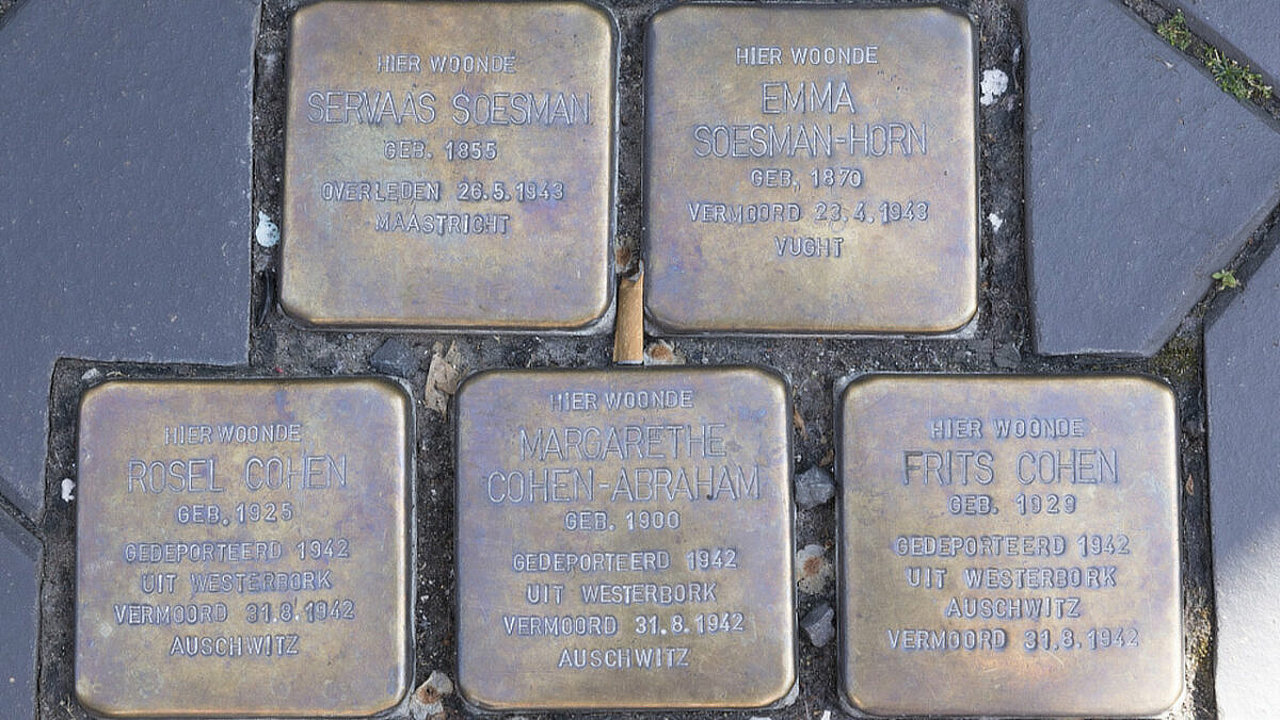 HIER WOONDE
SERVAAS SOESMAN
GEB. 1855
OVERLEDEN 26.5.1943
MAASTRICHT
HIER WOONDE
EMMA
SOESMAN-HORN
GEB. 1870
VERMOORD 23.4.1943
VUGHT
HIER WOONDE
ROSEL COHEN
GEB. 1925
GEDEPORTEERD 1942
UIT WESTERBORK
VERMOORD 31.8.1942
AUSCHWITZ
HIER WOONDE
MARGARETHE
COHEN-ABRAHAM
GEB. 1900
GEDEPORTEERD 1942
UIT WESTERBORK
VERMOORD 31.8.1942
AUSCHWITZ
HIER WOONDE
FRITS COHEN
GEB. 1929
GEDEPORTEERD 1942
UIT WESTERBORK
AUSCHWITZ
VERMOORD 31.8.1942